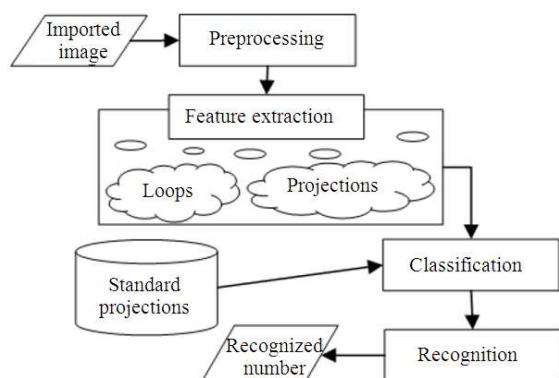 Imported
image
Preprocessing
Feature extraction
Loops
Projections
Classification
Standard
projections
Recognized
number
Recognition